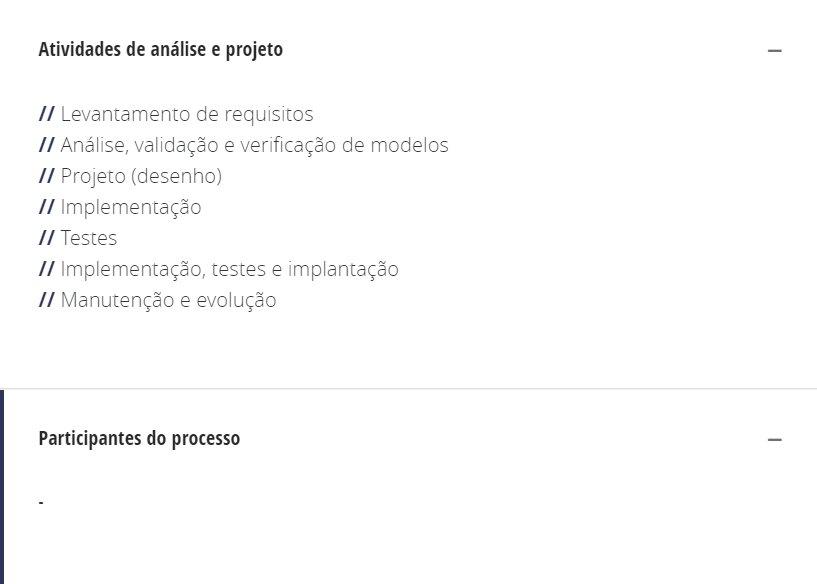 Atividades de análise e projeto
// Levantamento de requisitos
// Análise, validação e verificação de modelos
// Projeto (desenho)
// Implementação
// Testes
// Implementação, testes e implantação
// Manutenção e evolução
Participantes do processo
-